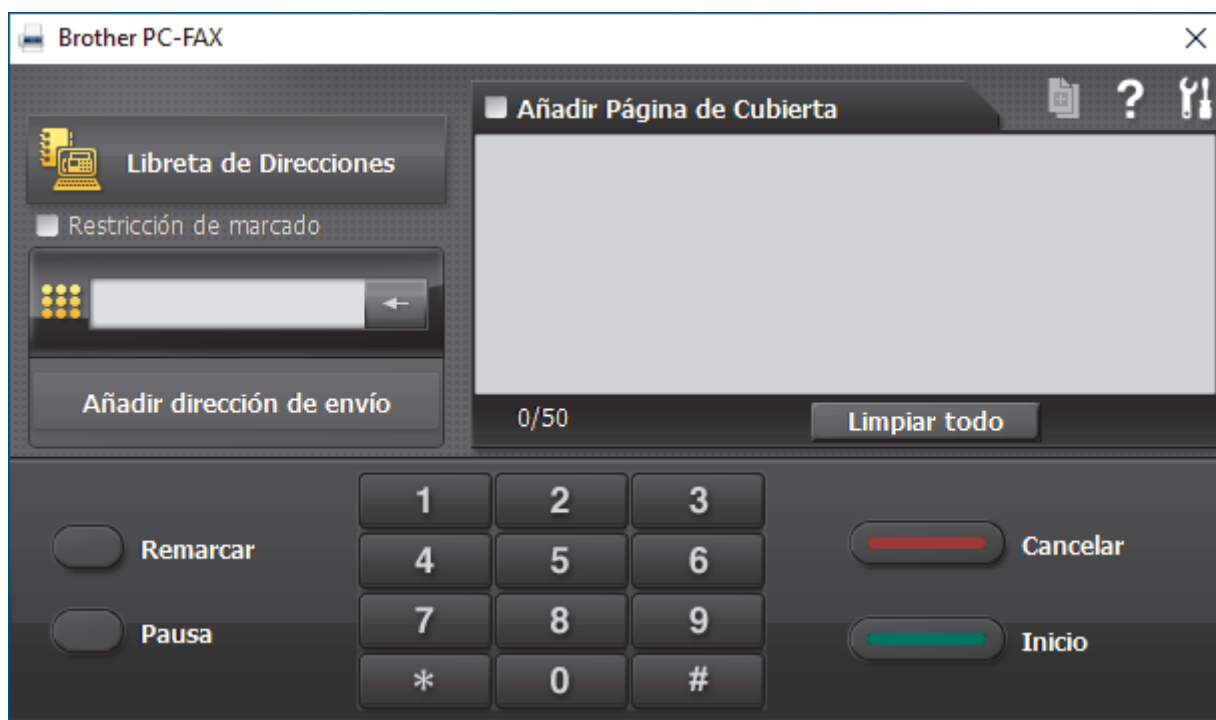 Brother PC-FAX
Libreta de Direcciones
Restricción de marcado
Añadir dirección de envío
Añadir Página de Cubierta
?
0/50
Limpiar todo
Remarcar
Pausa
1 2 3
4 5 6
7 8 9
* 0 #
Cancelar
Inicio